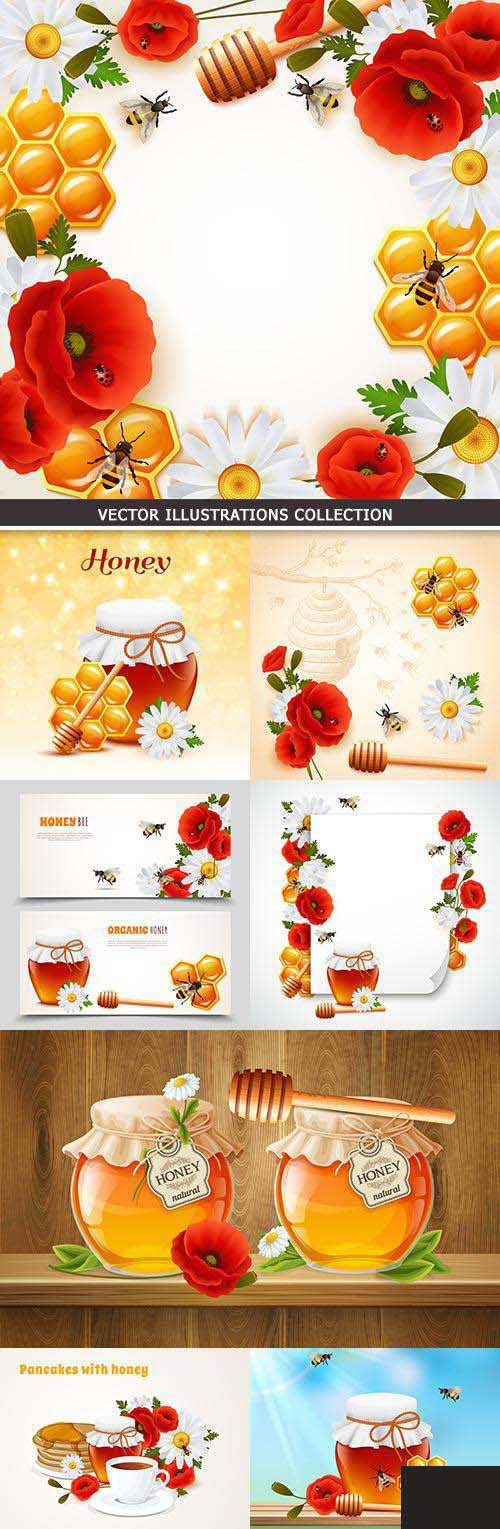 VECTOR ILLUSTRATIONS COLLECTION
Honey
HONEY BEE
ORGANIC HONEY
HONEY
natural
HONEY
natural
Pancakes with honey